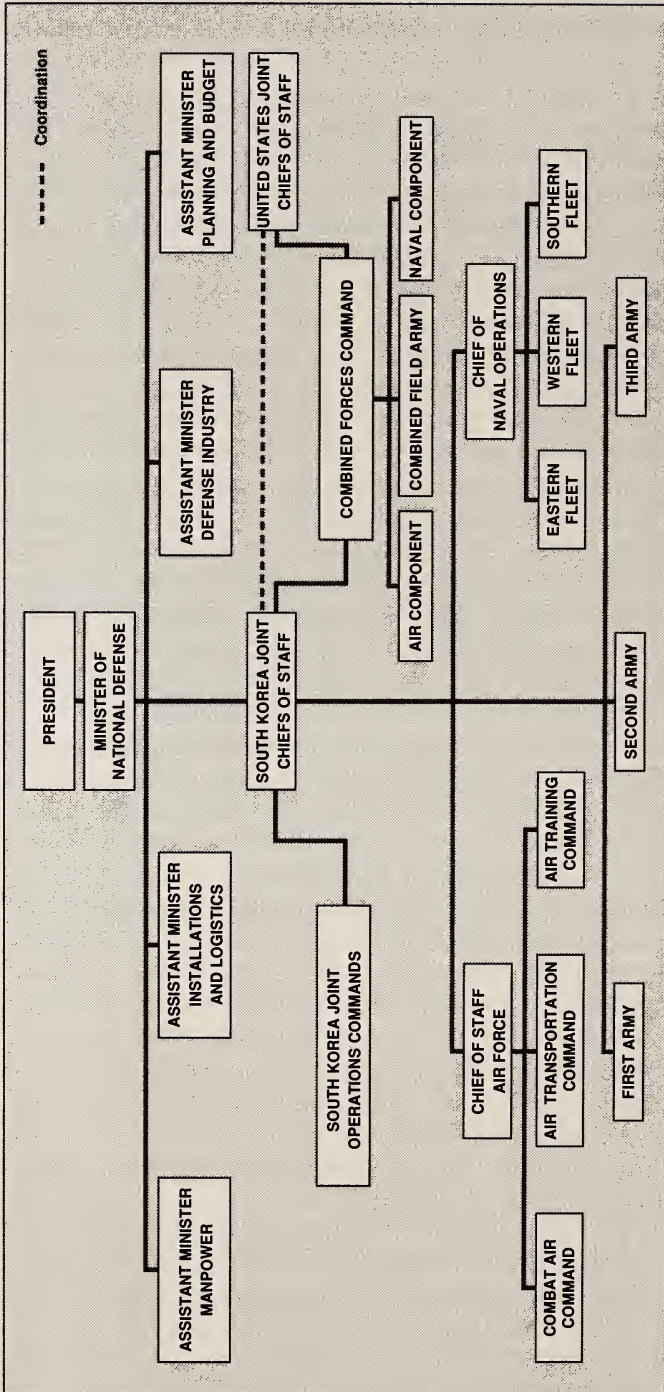 Coordination
PRESIDENT
MINISTER OF
NATIONAL DEFENSE
ASSISTANT MINISTER
MANPOWER
ASSISTANT MINISTER
INSTALLATIONS
AND LOGISTICS
ASSISTANT MINISTER
DEFENSE INDUSTRY
ASSISTANT MINISTER
PLANNING AND BUDGET
SOUTH KOREA JOINT
CHIEFS OF STAFF
UNITED STATES JOINT
CHIEFS OF STAFF
SOUTH KOREA JOINT
OPERATIONS COMMANDS
COMBINED FORCES COMMAND
AIR COMPONENT
COMBINED FIELD ARMY
NAVAL COMPONENT
CHIEF OF STAFF
AIR FORCE
CHIEF OF
NAVAL OPERATIONS
COMBAT AIR
COMMAND
AIR TRANSPORTATION
COMMAND
AIR TRAINING
COMMAND
EASTERN
FLEET
WESTERN
FLEET
SOUTHERN
FLEET
FIRST ARMY
SECOND ARMY
THIRD ARMY